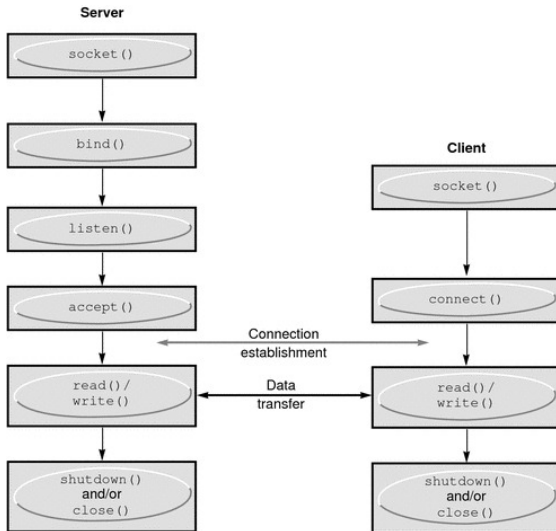 Server
socket()
bind()
listen()
accept()
read()/
write()
shutdown()
and/or
close()
Connection
establishment
Data
transfer
Client
socket()
connect()
read()/
write()
shutdown()
and/or
close()